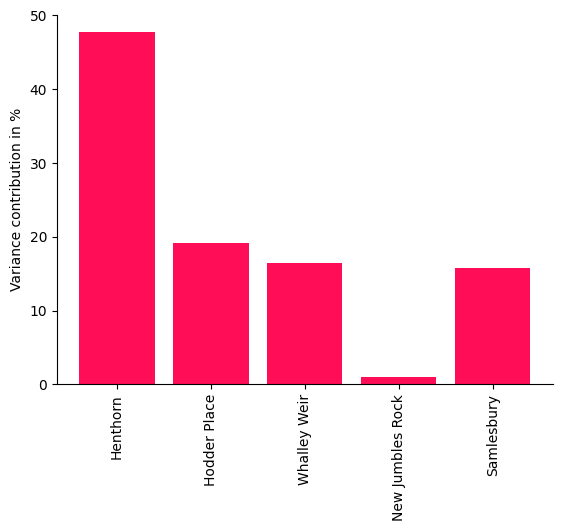 Variance contribution in %
50
40
30
20
10
0
Henthorn
Hodder Place
Whalley Weir
New Jumbles Rock
Samlesbury